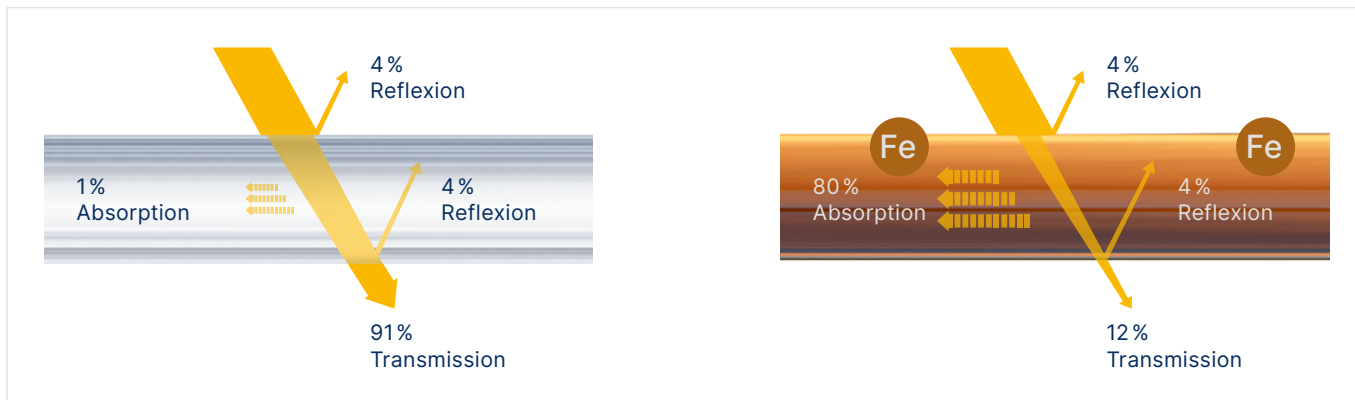 4 %
Reflexion
1 %
Absorption
4 %
Reflexion
91 %
Transmission
4 %
Reflexion
Fe
Fe
80 %
Absorption
4 %
Reflexion
12 %
Transmission